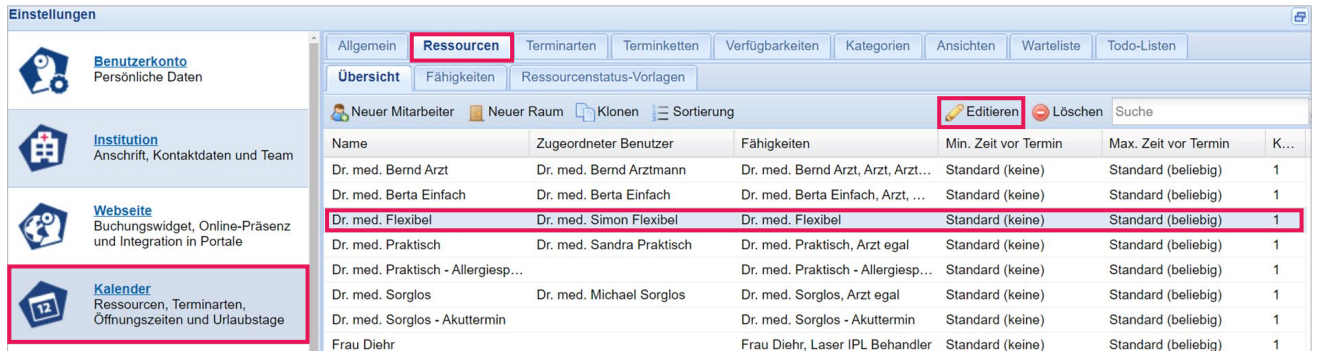 Einstellungen
Benutzerkonto
Persönliche Daten
Institution
Anschrift, Kontaktdaten und Team
Webseite
Buchungswidget, Online-Präsenz
und Integration in Portale
Kalender
Ressourcen, Terminarten,
Öffnungszeiten und Urlaubstage
12
Allgemein Ressourcen Terminarten Terminketten Verfügbarkeiten Kategorien Ansichten Warteliste Todo-Listen
Übersicht Fähigkeiten Ressourcenstatus-Vorlagen
Neuer Mitarbeiter Neuer Raum Klonen Sortierung Editieren Löschen Suche
Name Zugeordneter Benutzer Fähigkeiten Min. Zeit vor Termin Max. Zeit vor Termin K...
Dr. med. Bernd Arzt Dr. med. Bernd Arztmann Dr. med. Bernd Arzt, Arzt, Arzt... Standard (keine) Standard (beliebig) 1
Dr. med. Berta Einfach Dr. med. Berta Einfach Dr. med. Berta Einfach, Arzt, ... Standard (keine) Standard (beliebig) 1
Dr. med. Flexibel Dr. med. Simon Flexibel Dr. med. Flexibel Standard (keine) Standard (beliebig) 1
Dr. med. Praktisch Dr. med. Sandra Praktisch Dr. med. Praktisch, Arzt egal Standard (keine) Standard (beliebig) 1
Dr. med. Praktisch - Allergiesp... Dr. med. Praktisch - Allergiesp... Standard (keine) Standard (beliebig) 1
Dr. med. Sorglos Dr. med. Michael Sorglos Dr. med. Sorglos, Arzt egal Standard (keine) Standard (beliebig) 1
Dr. med. Sorglos - Akuttermin Dr. med. Sorglos - Akuttermin Standard (keine) Standard (beliebig) 1
Frau Diehr Frau Diehr, Laser IPL Behandler Standard (keine) Standard (beliebig) 1